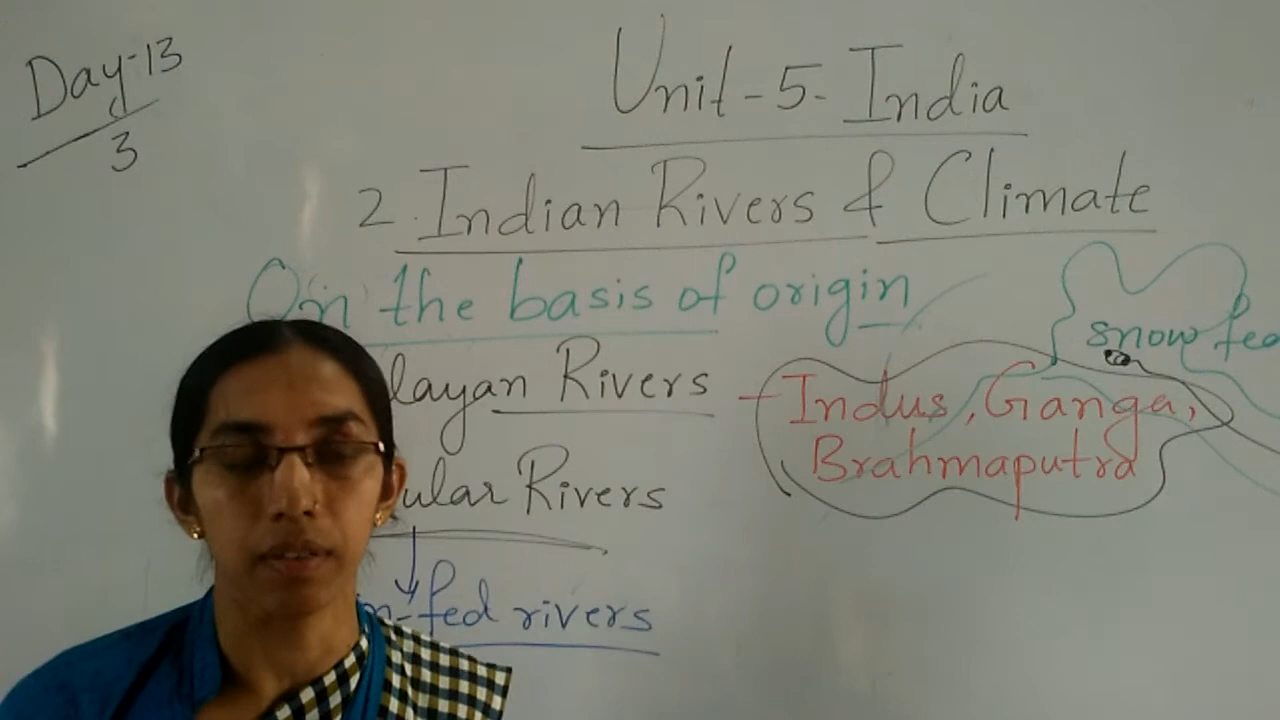 Day-13
3
Unit-5-India
2. Indian Rivers & Climate
On the basis of origin
snow fed
layan Rivers - Indus, Ganga,
Brahmaputra
ular Rivers
n-fed rivers